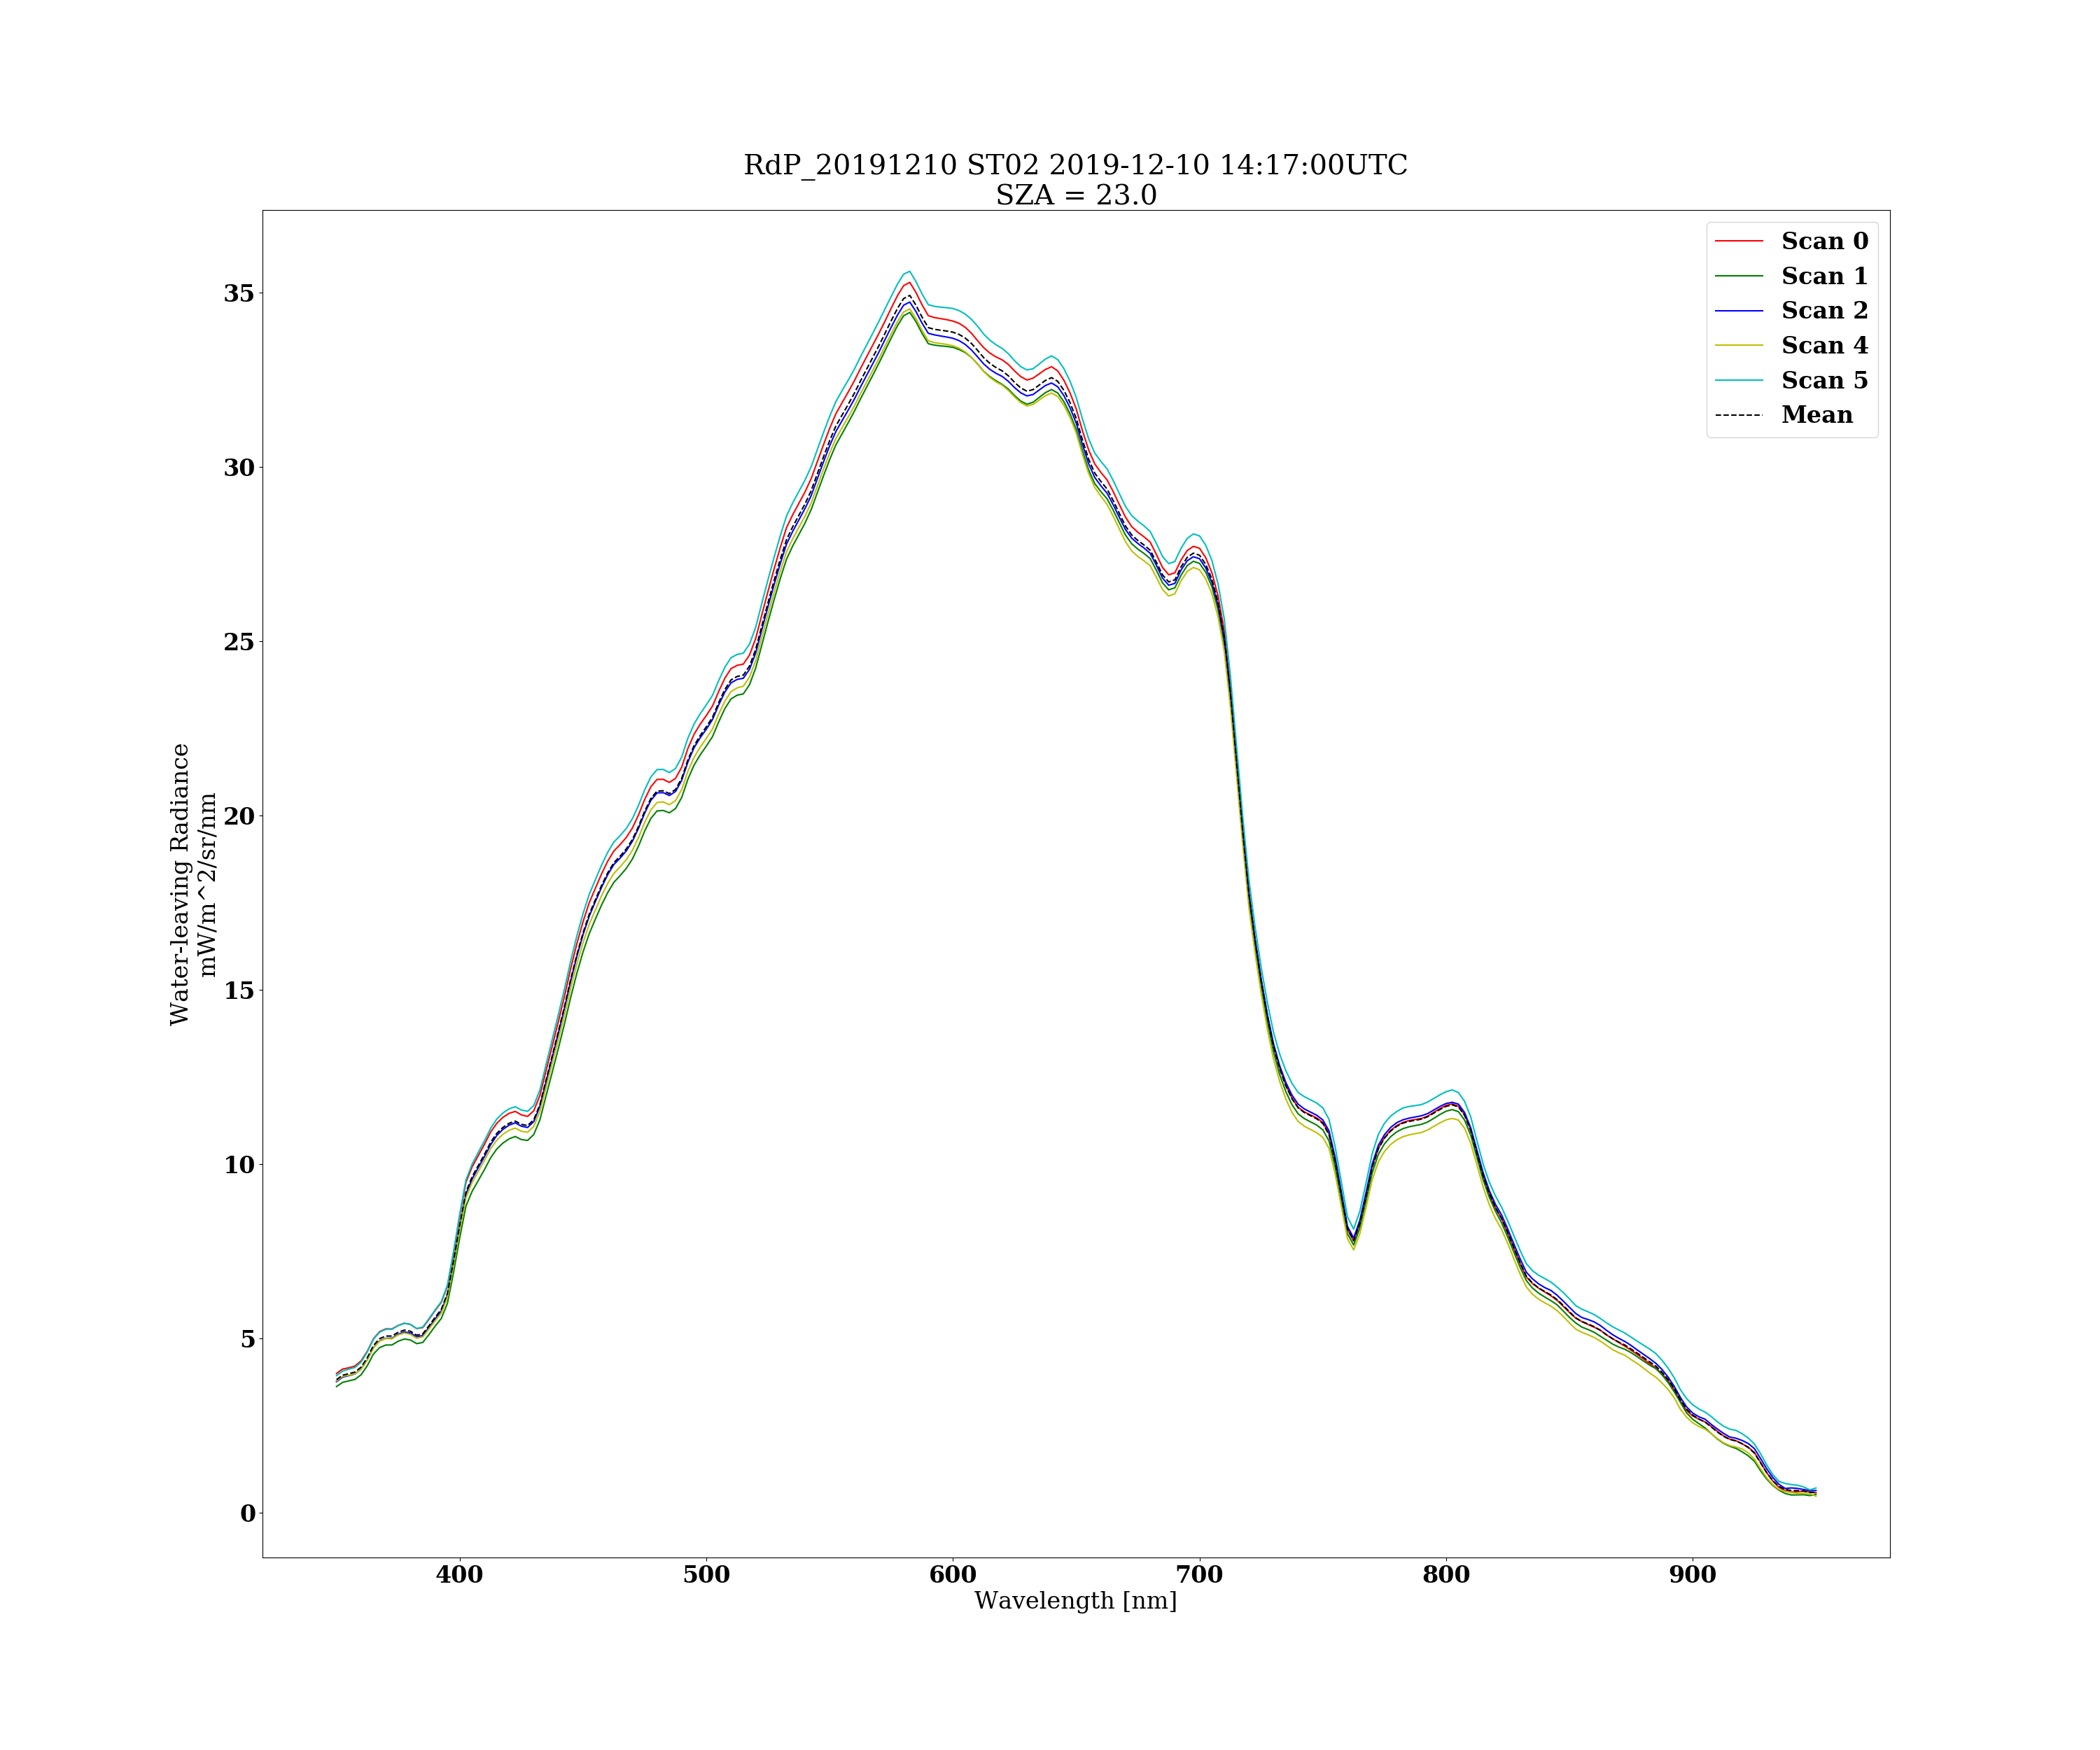 RdP_20191210 ST02 2019-12-10 14:17:00UTC
SZA = 23.0
Scan 0
Scan 1
Scan 2
Scan 4
Scan 5
Mean
35
30
25
20
15
10
5
0
Water-leaving Radiance
mW/m^2/sr/nm
400 500 600 700 800 900
Wavelength [nm]